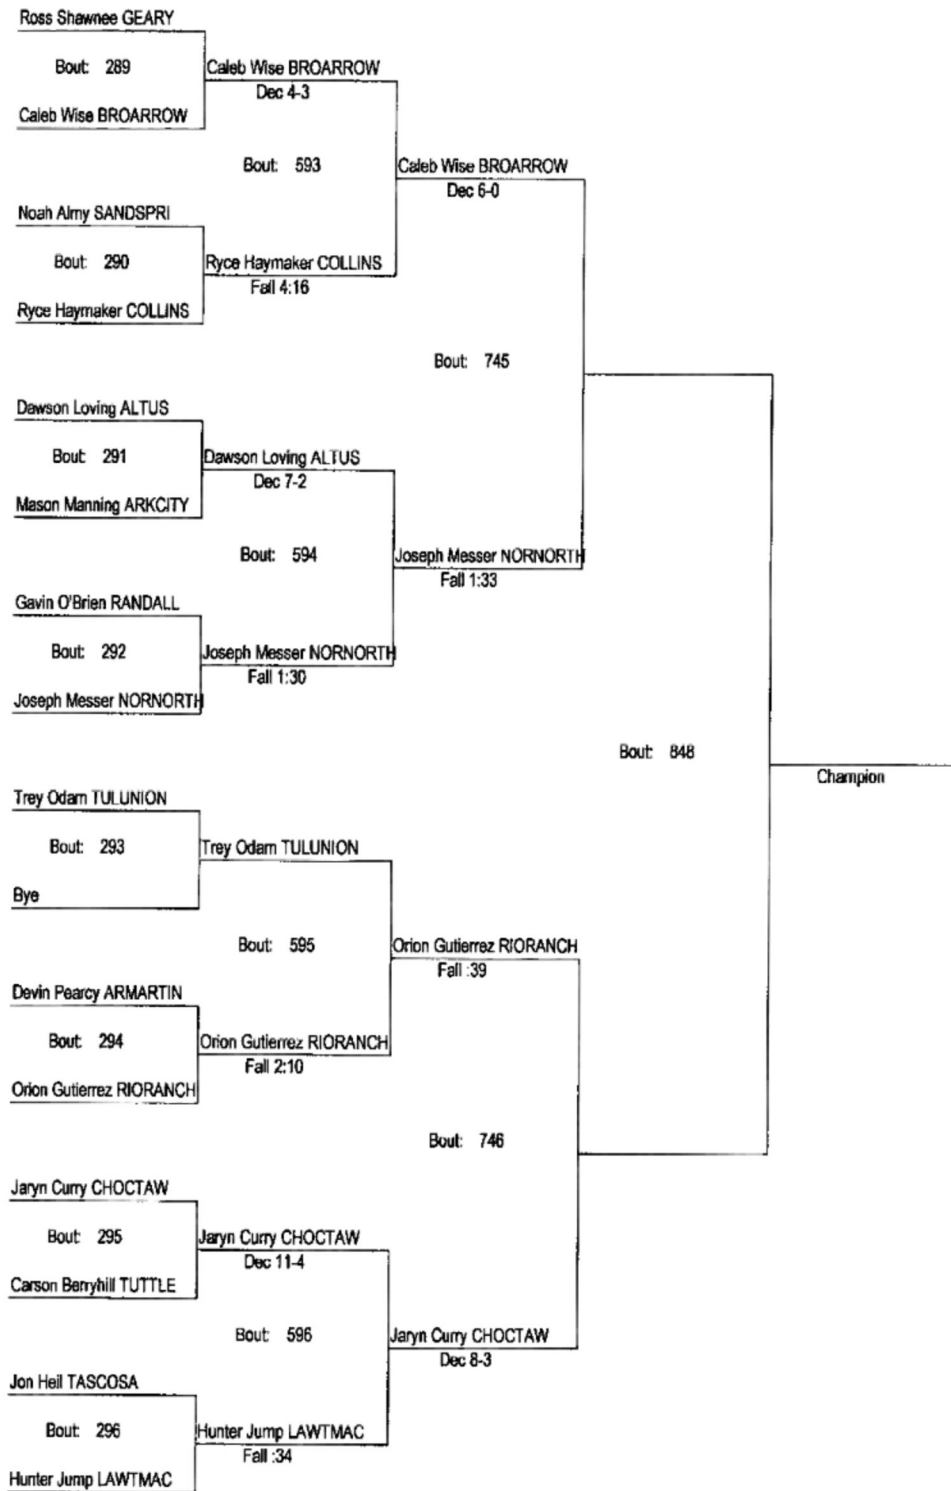 Ross Shawnee GEARY
Bout: 289
Caleb Wise BROARROW
Dec 4-3
Caleb Wise BROARROW
Bout: 593
Caleb Wise BROARROW
Dec 6-0
Noah Almy SANDSPRI
Bout: 290
Ryce Haymaker COLLINS
Fall 4:16
Ryce Haymaker COLLINS
Bout: 745
Dawson Loving ALTUS
Bout: 291
Dawson Loving ALTUS
Dec 7-2
Mason Manning ARKCITY
Bout: 594
Joseph Messer NORNORTH
Fall 1:33
Gavin O'Brien RANDALL
Bout: 292
Joseph Messer NORNORTH
Fall 1:30
Joseph Messer NORNORTH
Bout: 848
Champion
Trey Odam TULUNION
Bout: 293
Trey Odam TULUNION
Bye
Bout: 595
Orion Gutierrez RIORANCH
Fall :39
Devin Pearcy ARMARTIN
Bout: 294
Orion Gutierrez RIORANCH
Fall 2:10
Orion Gutierrez RIORANCH
Bout: 746
Jaryn Curry CHOCTAW
Bout: 295
Jaryn Curry CHOCTAW
Dec 11-4
Carson Berryhill TUTTLE
Bout: 596
Jaryn Curry CHOCTAW
Dec 8-3
Jon Heil TASCOSA
Bout: 296
Hunter Jump LAWTMAC
Fall :34
Hunter Jump LAWTMAC